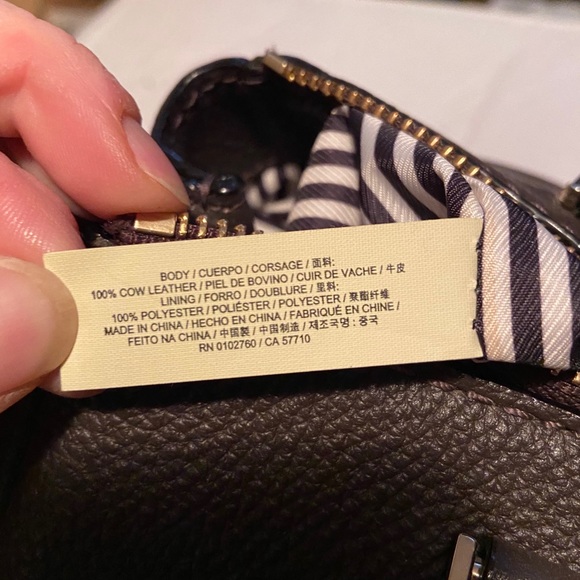 BODY / CUERPO / CORSAGE / 面料:
100% COW LEATHER / PIEL DE BOVINO / CUIR DE VACHE / 牛皮
LINING / FORRO / DOUBLURE / 里料:
100% POLYESTER / POLIÉSTER / POLYESTER / 聚酯纤维
MADE IN CHINA / HECHO EN CHINA / FABRIQUÉ EN CHINE /
FEITO NA CHINA / 中国製 / 中国制造 / 제조국명 : 중국
RN 0102760 / CA 57710